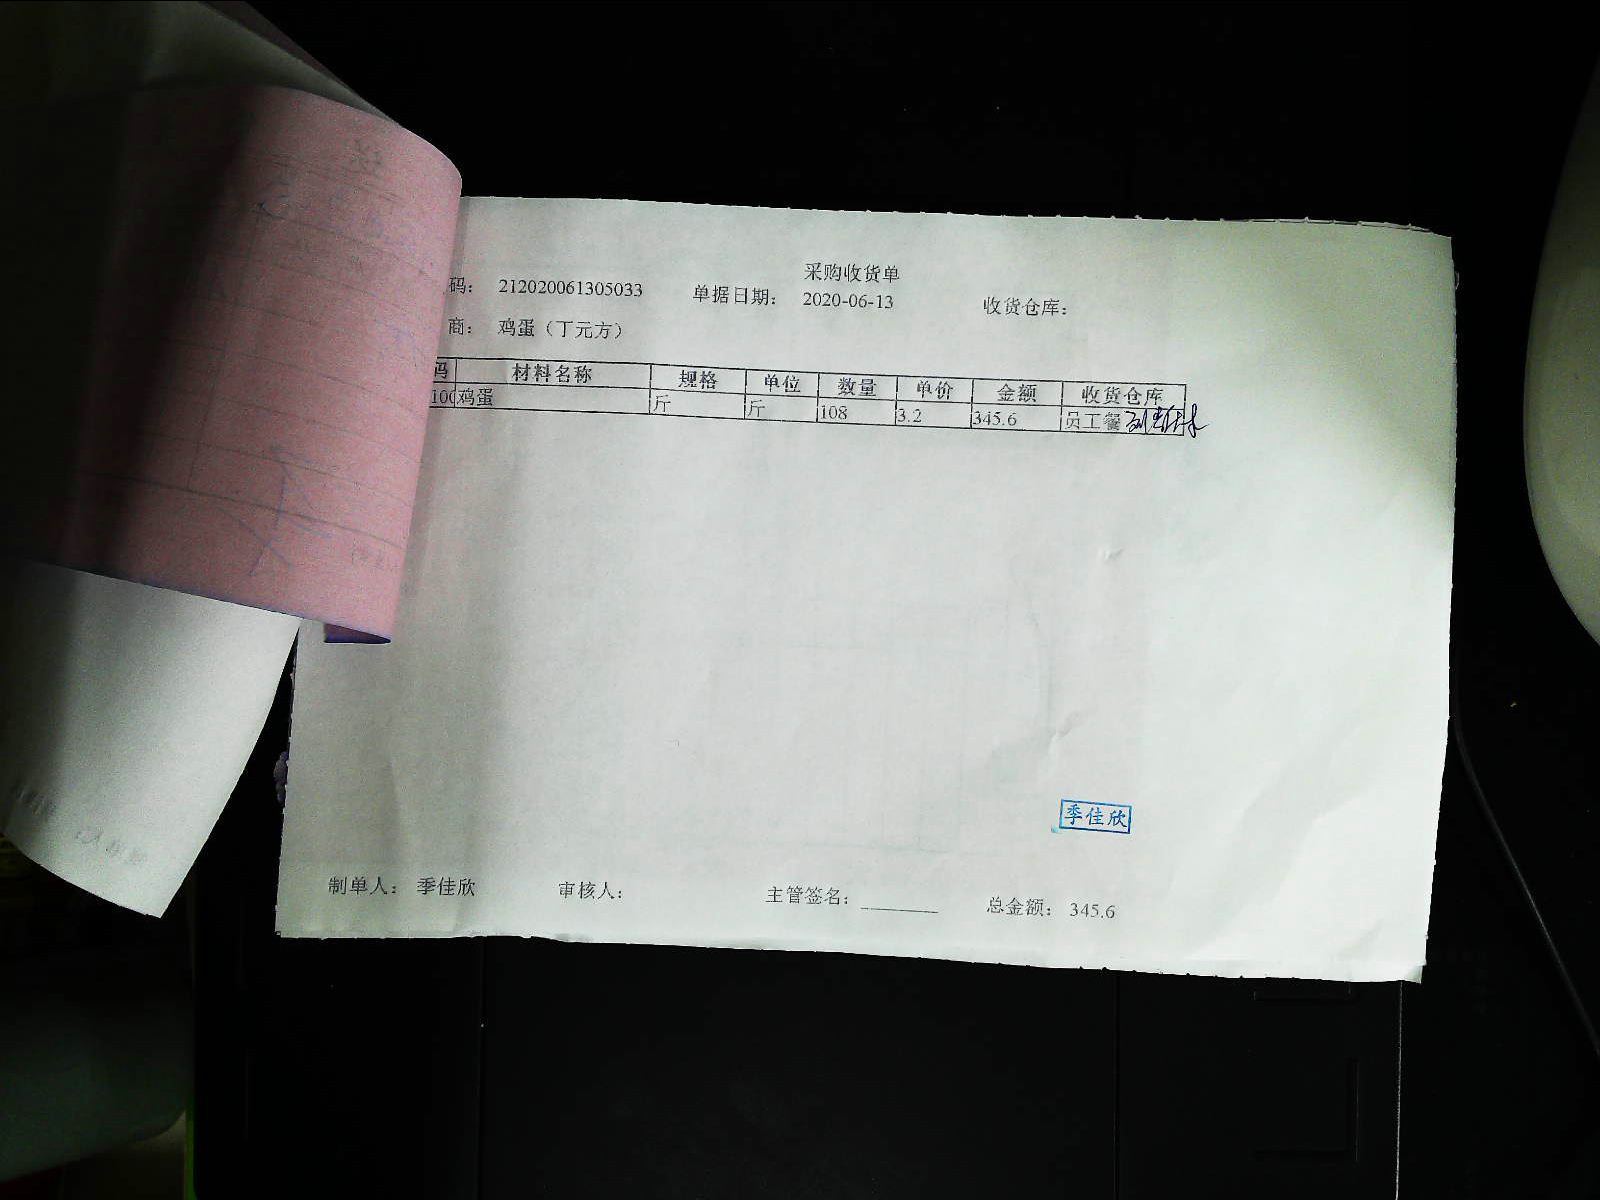 采购收货单
码： 212020061305033 单据日期： 2020-06-13 收货仓库：
商： 鸡蛋（丁元方）
码 材料名称 规格 单位 数量 单价 金额 收货仓库
100 鸡蛋 斤 斤 108 3.2 345.6 员工餐
季佳欣
制单人： 季佳欣 审核人： 主管签名： ________ 总金额： 345.6